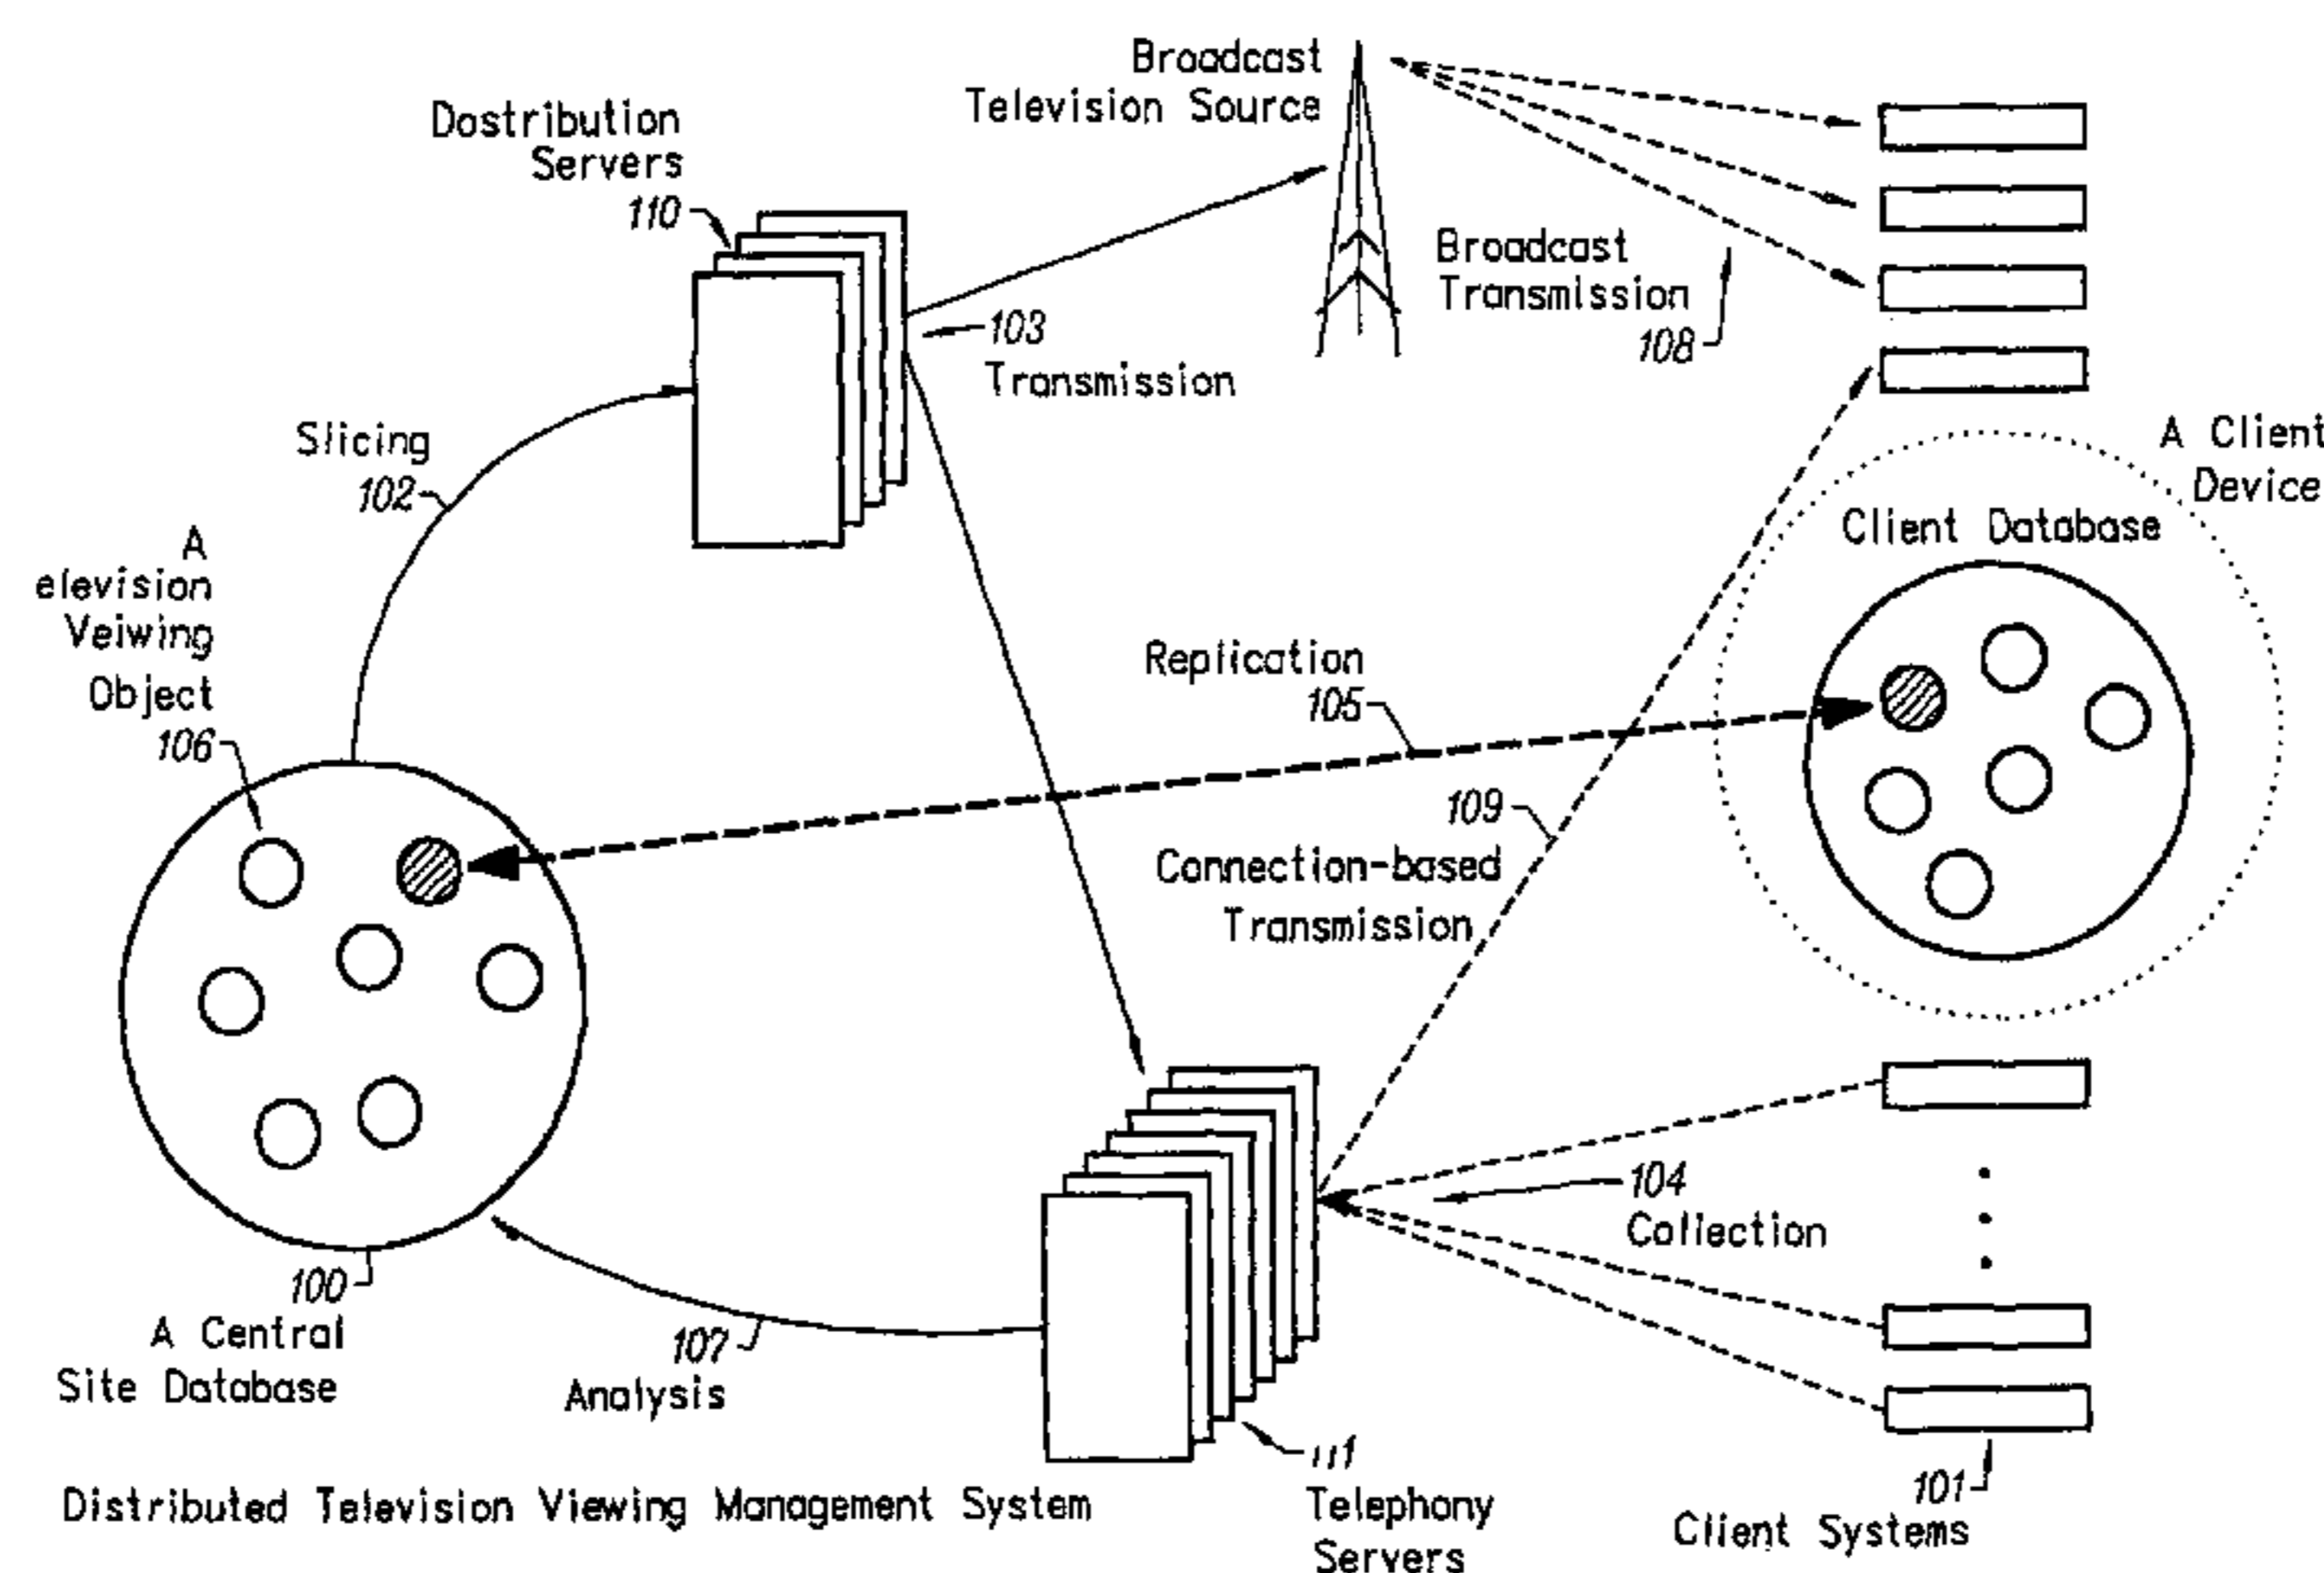 Broadcast
Television Source
Dostribution
Servers
110
Broadcast
Transmission
108
103
Transmission
Slicing
102
A Client
Device
Client Database
A
elevision
Veiwing
Object
106
Replication
105
109
Connection-based
Transmission
104
Collection
100
A Central
Site Database
107
Analysis
111
Telephony
Servers
101
Client Systems
Distributed Television Viewing Management System